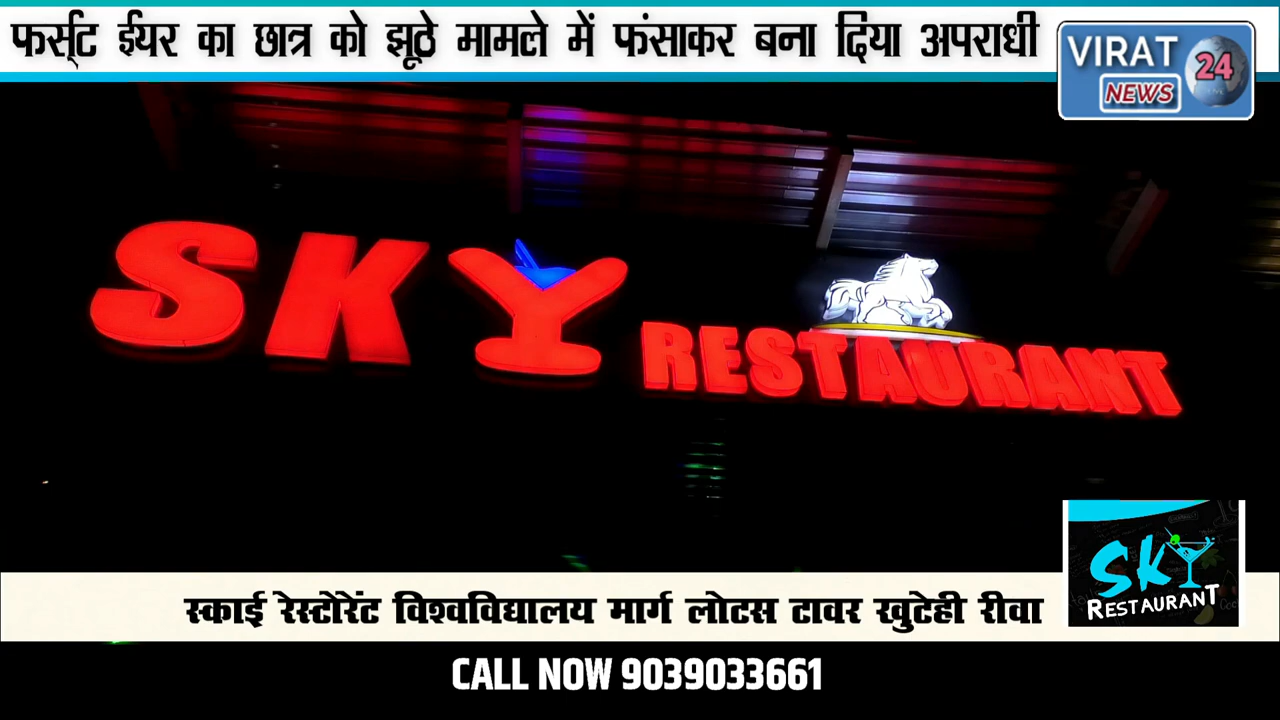 फर्स्ट ईयर का छात्र को झूठे मामले में फंसाकर बना दिया अपराधी
VIRAT
24
NEWS
SKY
RESTAURANT
SKY
RESTAURANT
स्काई रेस्टोरेंट विश्वविद्यालय मार्ग लोटस टावर खुटेही रीवा
CALL NOW 9039033661